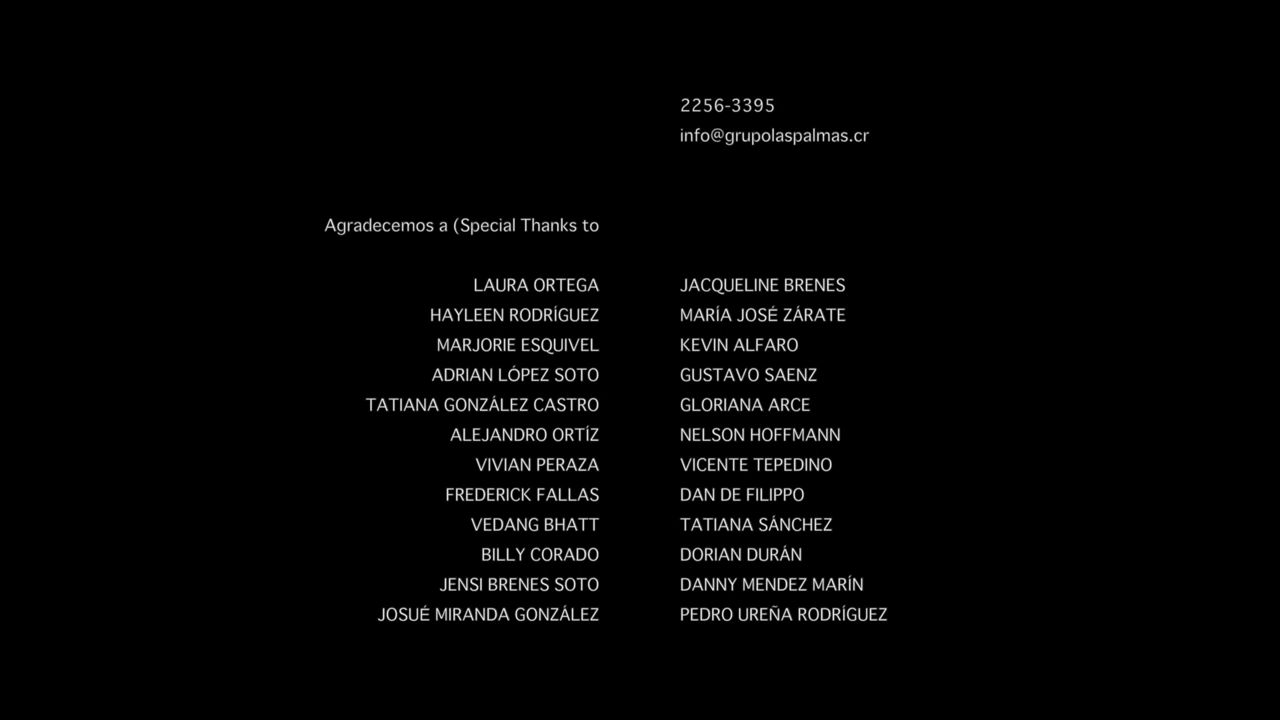 2256-3395
info@grupolaspalmas.cr
Agradecemos a (Special Thanks to
LAURA ORTEGA JACQUELINE BRENES
HAYLEEN RODRÍGUEZ MARÍA JOSÉ ZÁRATE
MARJORIE ESQUIVEL KEVIN ALFARO
ADRIAN LÓPEZ SOTO GUSTAVO SAENZ
TATIANA GONZÁLEZ CASTRO GLORIANA ARCE
ALEJANDRO ORTÍZ NELSON HOFFMANN
VIVIAN PERAZA VICENTE TEPEDINO
FREDERICK FALLAS DAN DE FILIPPO
VEDANG BHATT TATIANA SÁNCHEZ
BILLY CORADO DORIAN DURÁN
JENSI BRENES SOTO DANNY MENDEZ MARÍN
JOSUÉ MIRANDA GONZÁLEZ PEDRO UREÑA RODRÍGUEZ